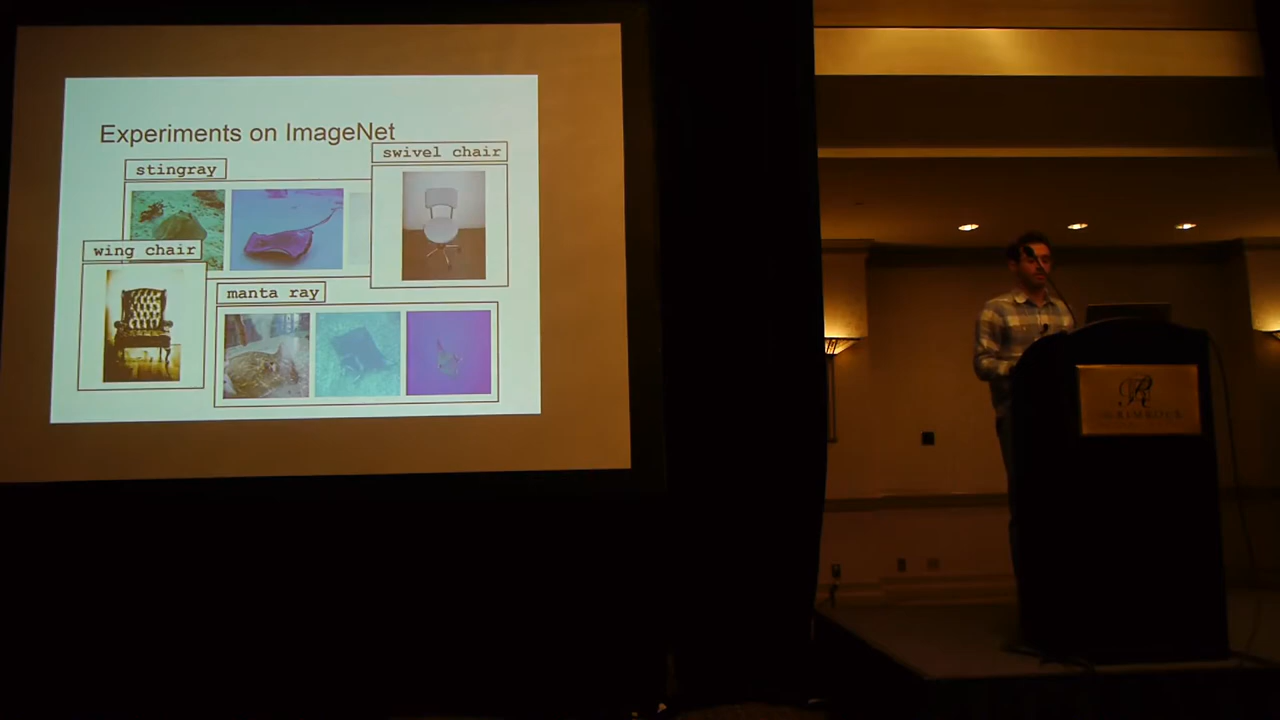 Experiments on ImageNet
swivel chair
stingray
wing chair
manta ray